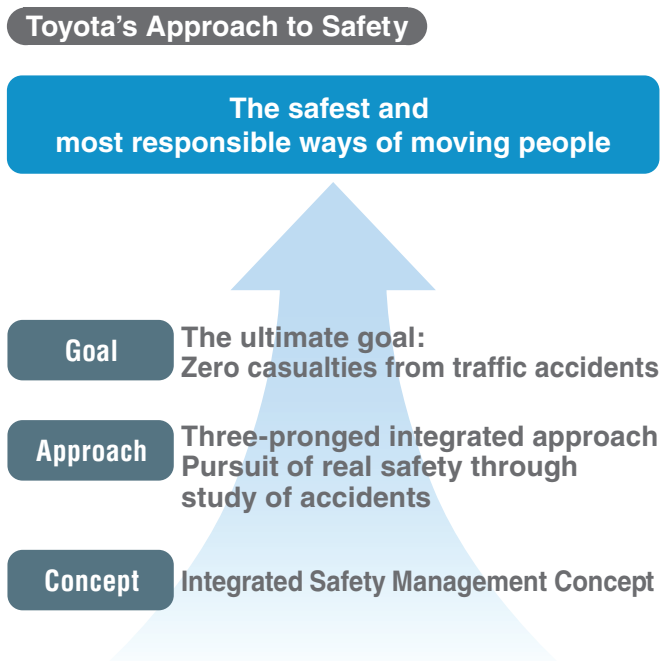 Toyota’s Approach to Safety
The safest and
most responsible ways of moving people
Goal
The ultimate goal:
Zero casualties from traffic accidents
Approach
Three-pronged integrated approach
Pursuit of real safety through
study of accidents
Concept
Integrated Safety Management Concept